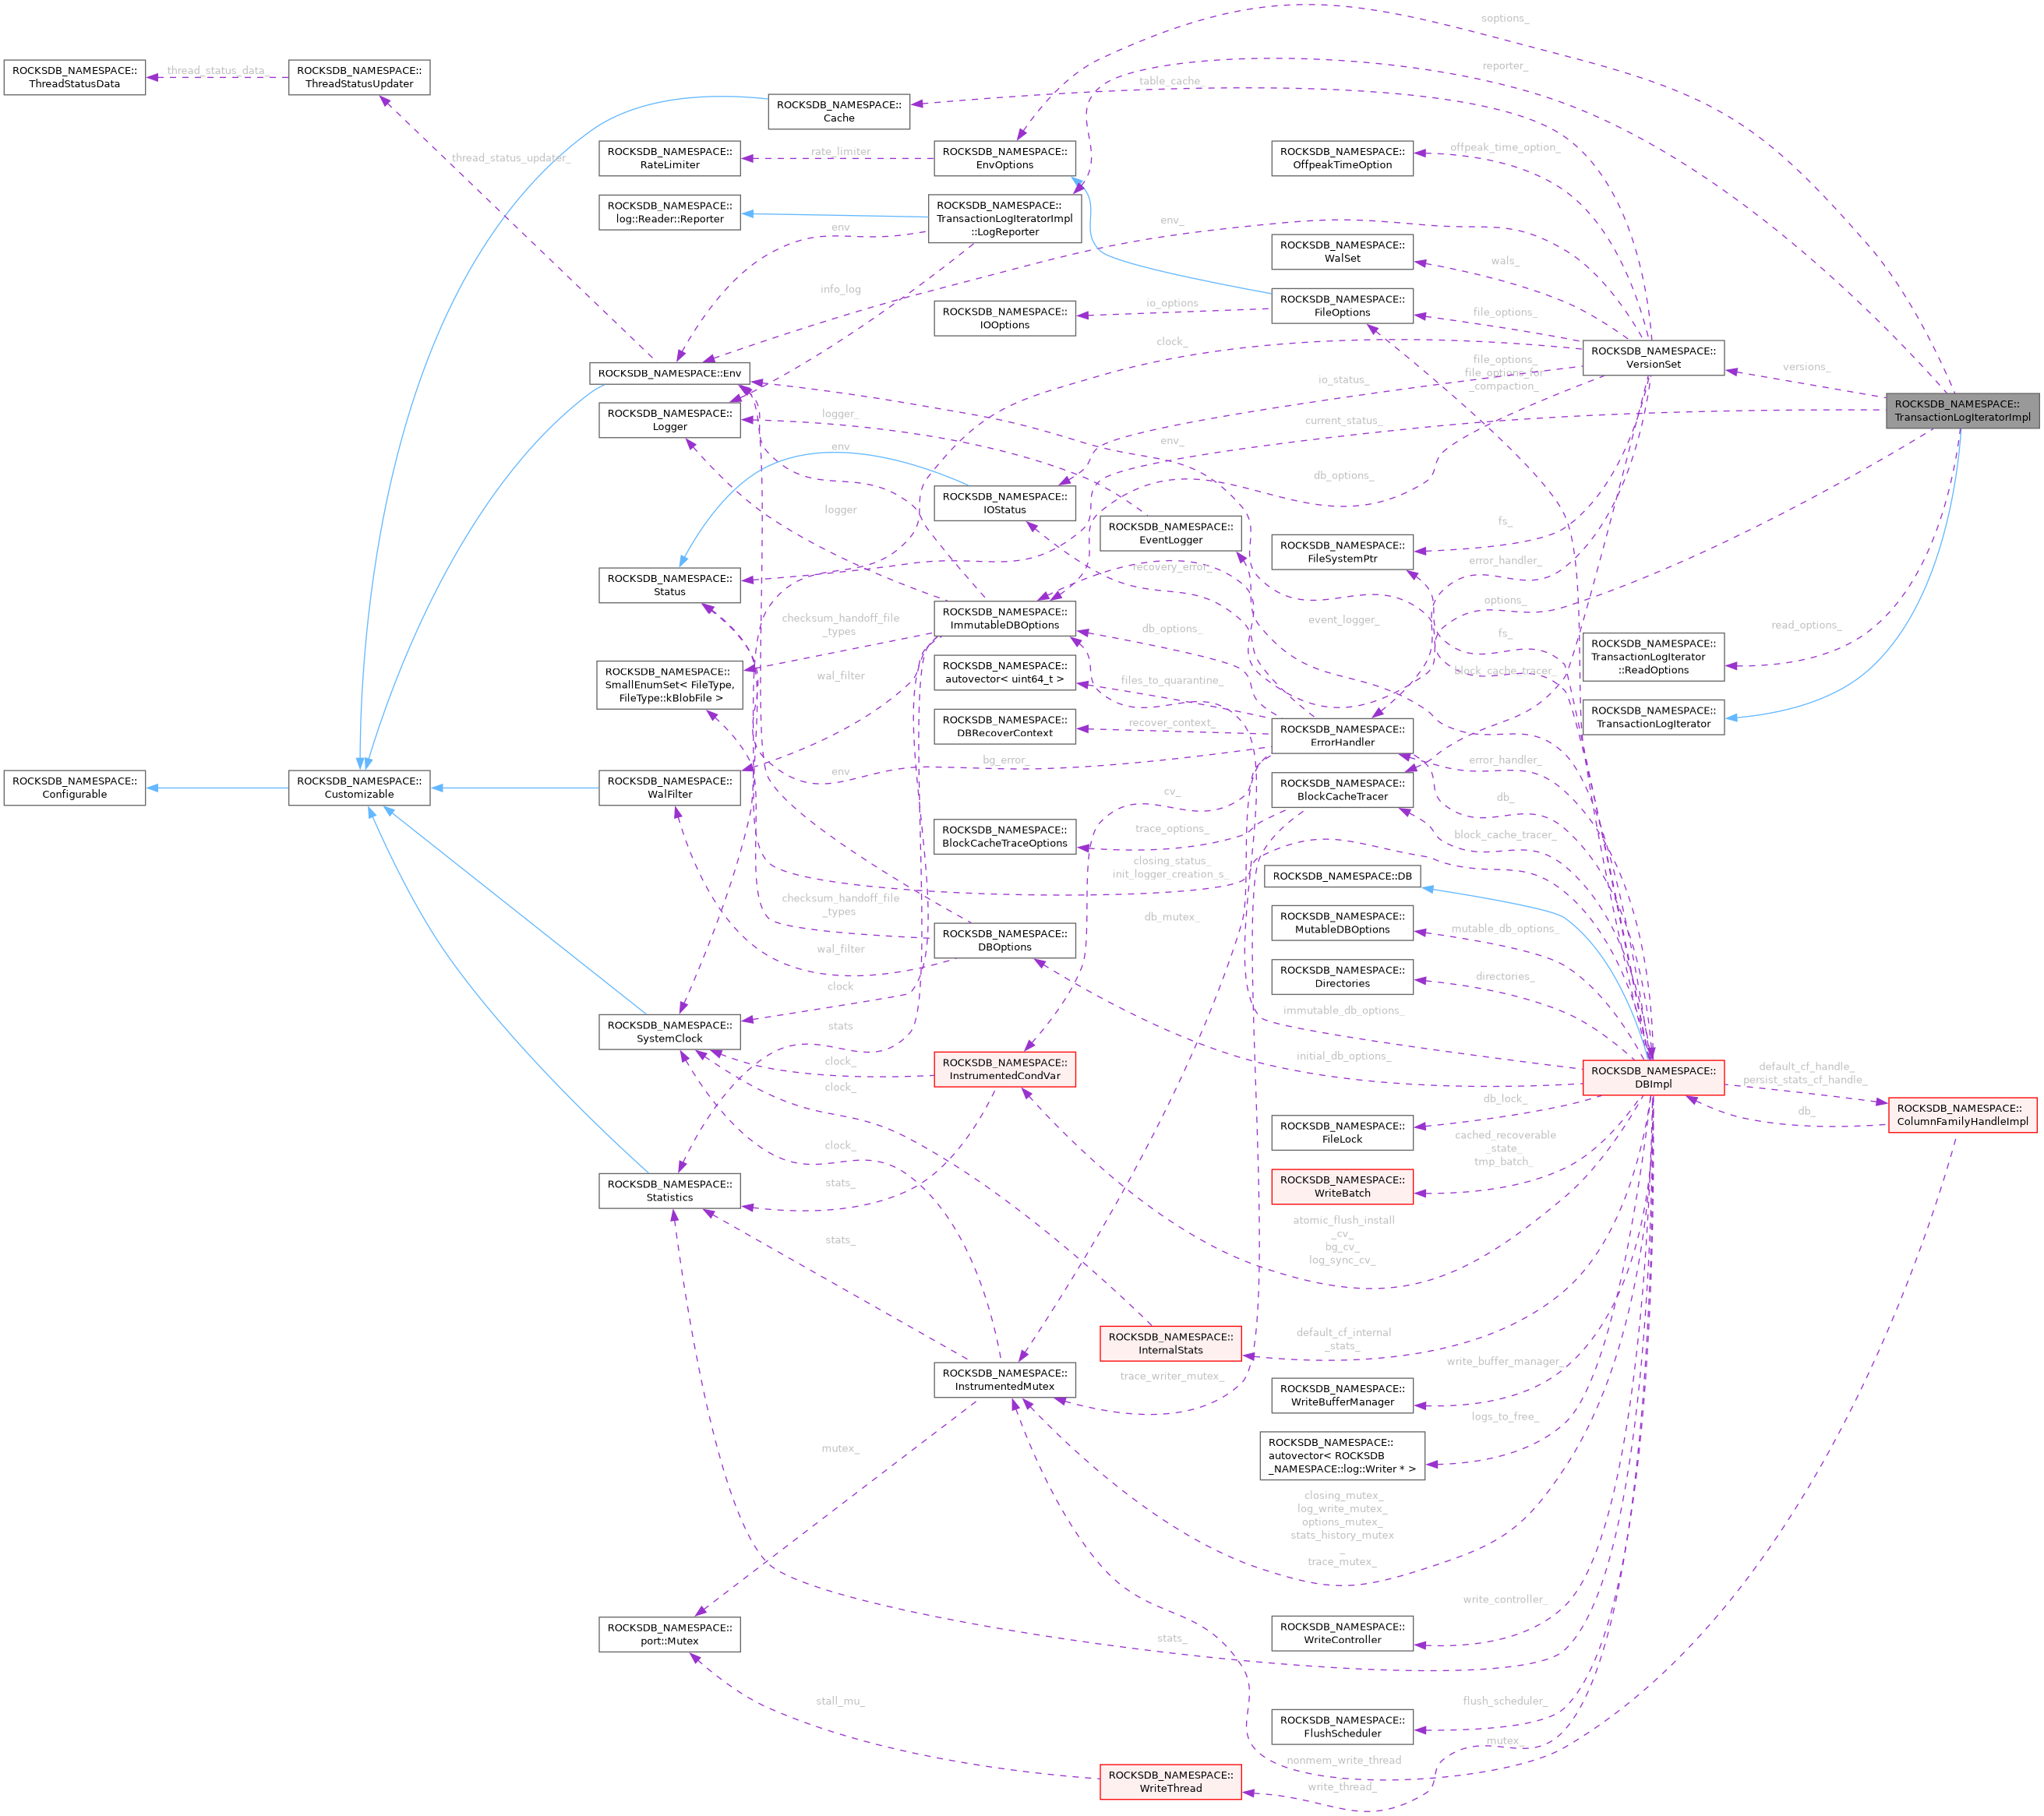 soptions_
reporter_
ROCKSDB_NAMESPACE::
ThreadStatusData
thread_status_data_
ROCKSDB_NAMESPACE::
ThreadStatusUpdater
table_cache_
ROCKSDB_NAMESPACE::
Cache
thread_status_updater_
ROCKSDB_NAMESPACE::
RateLimiter
rate_limiter
ROCKSDB_NAMESPACE::
EnvOptions
ROCKSDB_NAMESPACE::
OffpeakTimeOption
offpeak_time_option_
ROCKSDB_NAMESPACE::
log::Reader::Reporter
ROCKSDB_NAMESPACE::
TransactionLogIteratorImpl
::LogReporter
env
env_
ROCKSDB_NAMESPACE::
WalSet
wals_
info_log
ROCKSDB_NAMESPACE::
IOOptions
io_options
ROCKSDB_NAMESPACE::
FileOptions
file_options_
clock_
ROCKSDB_NAMESPACE::
VersionSet
versions_
file_options_
file_options_for
_compaction_
ROCKSDB_NAMESPACE::Env
io_status_
ROCKSDB_NAMESPACE::
TransactionLogIteratorImpl
ROCKSDB_NAMESPACE::
Logger
logger_
current_status_
env
env_
db_options_
ROCKSDB_NAMESPACE::
IOStatus
logger
ROCKSDB_NAMESPACE::
EventLogger
fs_
ROCKSDB_NAMESPACE::
FileSystemPtr
error_handler_
recovery_error_
ROCKSDB_NAMESPACE::
Status
options_
ROCKSDB_NAMESPACE::
ImmutableDBOptions
checksum_handoff_file
_types
db_options_
event_logger_
fs_
read_options_
ROCKSDB_NAMESPACE::
TransactionLogIterator
::ReadOptions
ROCKSDB_NAMESPACE::
SmallEnumSet< FileType,
FileType::kBlobFile >
wal_filter
ROCKSDB_NAMESPACE::
autovector< uint64_t >
files_to_quarantine_
block_cache_tracer_
ROCKSDB_NAMESPACE::
DBRecoverContext
recover_context_
ROCKSDB_NAMESPACE::
ErrorHandler
ROCKSDB_NAMESPACE::
TransactionLogIterator
bg_error_
error_handler_
env
ROCKSDB_NAMESPACE::
Configurable
ROCKSDB_NAMESPACE::
Customizable
ROCKSDB_NAMESPACE::
WalFilter
cv_
ROCKSDB_NAMESPACE::
BlockCacheTracer
db_
ROCKSDB_NAMESPACE::
BlockCacheTraceOptions
trace_options_
block_cache_tracer_
closing_status_
init_logger_creation_s_
ROCKSDB_NAMESPACE::DB
checksum_handoff_file
_types
db_mutex_
ROCKSDB_NAMESPACE::
MutableDBOptions
mutable_db_options_
ROCKSDB_NAMESPACE::
DBOptions
wal_filter
ROCKSDB_NAMESPACE::
Directories
directories_
clock
immutable_db_options_
ROCKSDB_NAMESPACE::
SystemClock
stats
initial_db_options_
clock_
ROCKSDB_NAMESPACE::
InstrumentedCondVar
ROCKSDB_NAMESPACE::
DBImpl
default_cf_handle_
persist_stats_cf_handle_
clock_
db_lock_
ROCKSDB_NAMESPACE::
FileLock
db_
ROCKSDB_NAMESPACE::
ColumnFamilyHandleImpl
clock_
cached_recoverable
_state_
tmp_batch_
ROCKSDB_NAMESPACE::
Statistics
stats_
ROCKSDB_NAMESPACE::
WriteBatch
stats_
atomic_flush_install
_cv_
bg_cv_
log_sync_cv_
ROCKSDB_NAMESPACE::
InternalStats
default_cf_internal
_stats_
ROCKSDB_NAMESPACE::
InstrumentedMutex
trace_writer_mutex_
write_buffer_manager_
ROCKSDB_NAMESPACE::
WriteBufferManager
logs_to_free_
mutex_
ROCKSDB_NAMESPACE::
autovector< ROCKSDB
_NAMESPACE::log::Writer * >
closing_mutex_
log_write_mutex_
options_mutex_
stats_history_mutex
_
trace_mutex_
ROCKSDB_NAMESPACE::
port::Mutex
stats_
write_controller_
ROCKSDB_NAMESPACE::
WriteController
stall_mu_
flush_scheduler_
ROCKSDB_NAMESPACE::
FlushScheduler
mutex_
nonmem_write_thread_
ROCKSDB_NAMESPACE::
WriteThread
write_thread_